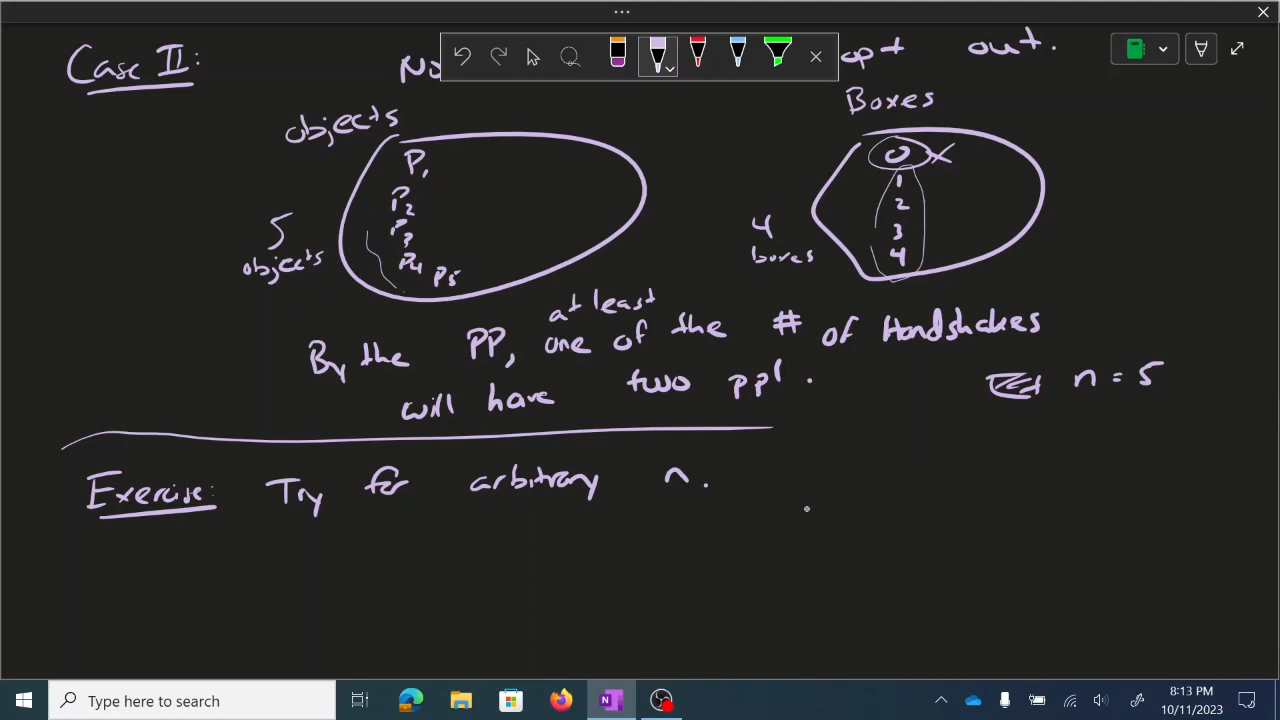 Case II: No opt out.
objects
Boxes
P1
P2
P3
P4 P5
5
objects
0 X
1
2
3
4
4
boxes
at least
By the PP, one of the # of Handshakes
will have two ppl.
n = 5
Exercise: Try for arbitrary n.
Type here to search
8:13 PM
10/11/2023